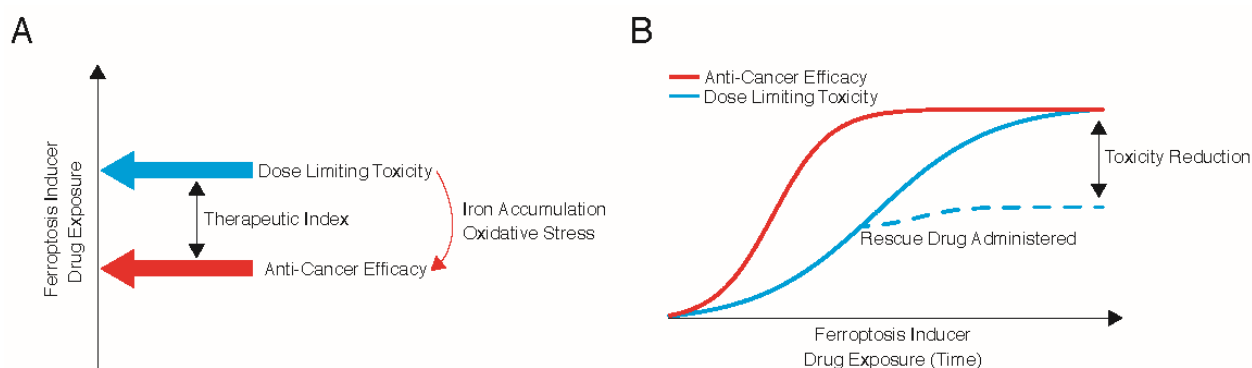 A
Ferroptosis Inducer
Drug Exposure
Dose Limiting Toxicity
Therapeutic Index
Iron Accumulation
Oxidative Stress
Anti-Cancer Efficacy
B
Anti-Cancer Efficacy
Dose Limiting Toxicity
Toxicity Reduction
Rescue Drug Administered
Ferroptosis Inducer
Drug Exposure (Time)